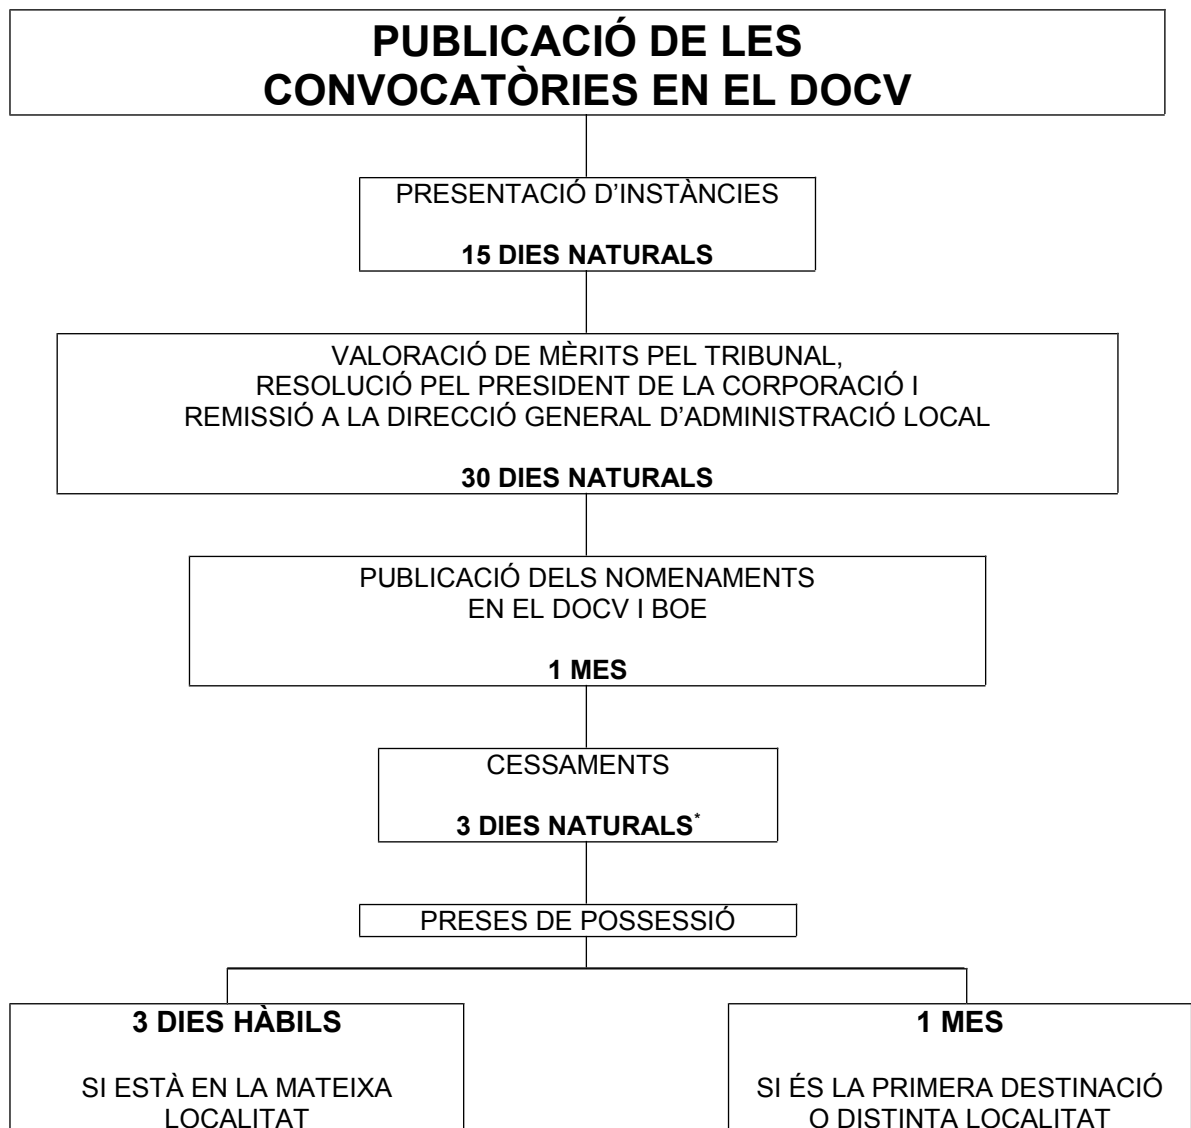 PUBLICACIÓ DE LES
CONVOCATÒRIES EN EL DOCV
PRESENTACIÓ D'INSTÀNCIES
15 DIES NATURALS
VALORACIÓ DE MÈRITS PEL TRIBUNAL,
RESOLUCIÓ PEL PRESIDENT DE LA CORPORACIÓ I
REMISSIÓ A LA DIRECCIÓ GENERAL D'ADMINISTRACIÓ LOCAL
30 DIES NATURALS
PUBLICACIÓ DELS NOMENAMENTS
EN EL DOCV I BOE
1 MES
CESSAMENTS
3 DIES NATURALS*
PRESES DE POSSESSIÓ
3 DIES HÀBILS
SI ESTÀ EN LA MATEIXA
LOCALITAT
1 MES
SI ÉS LA PRIMERA DESTINACIÓ
O DISTINTA LOCALITAT